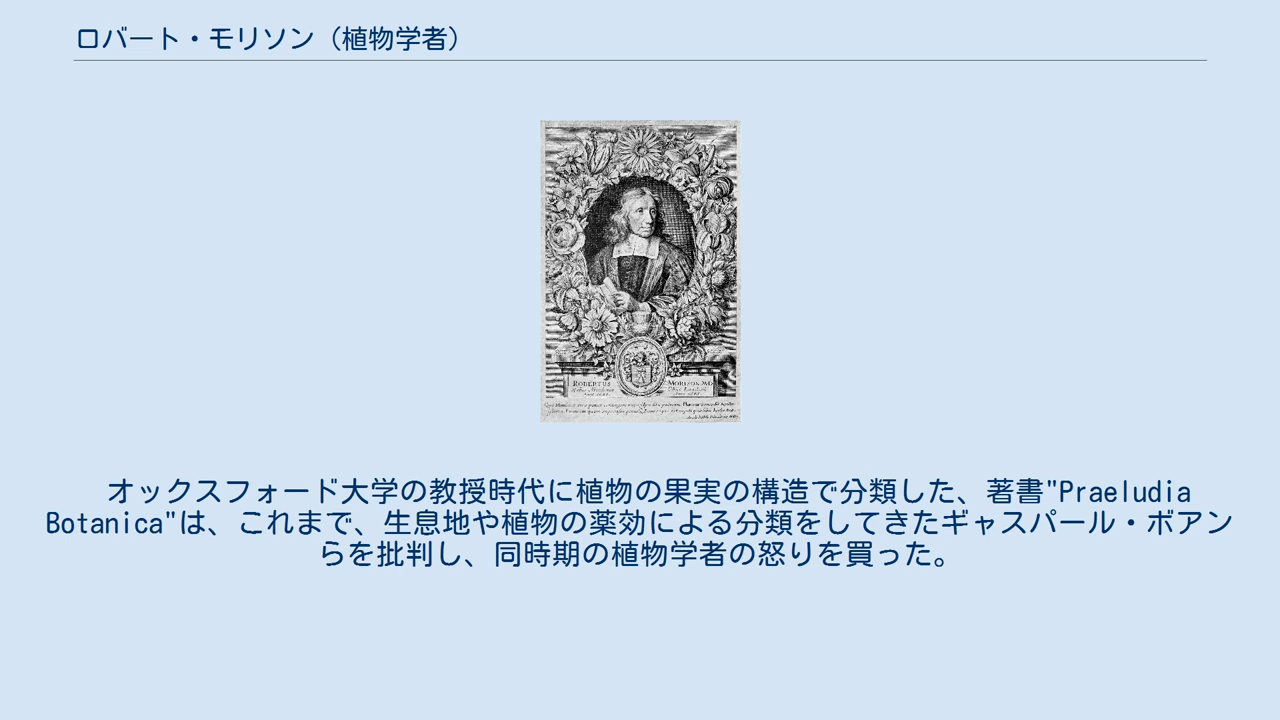 ロバート・モリソン（植物学者）
ROBERTUS MORISON MD
オックスフォード大学の教授時代に植物の果実の構造で分類した、著書"Praeludia
Botanica"は、これまで、生息地や植物の薬効による分類をしてきたギャスパール・ボアン
らを批判し、同時期の植物学者の怒りを買った。